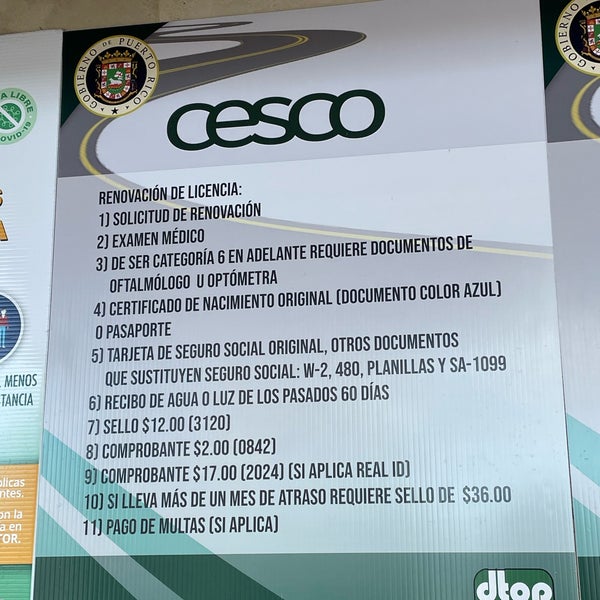 GOBIERNO DE PUERTO RICO
cesco
RENOVACIÓN DE LICENCIA:
1) SOLICITUD DE RENOVACIÓN
2) EXAMEN MÉDICO
3) DE SER CATEGORÍA 6 EN ADELANTE REQUIERE DOCUMENTOS DE
OFTALMÓLOGO U OPTÓMETRA
4) CERTIFICADO DE NACIMIENTO ORIGINAL (DOCUMENTO COLOR AZUL)
O PASAPORTE
5) TARJETA DE SEGURO SOCIAL ORIGINAL, OTROS DOCUMENTOS
QUE SUSTITUYEN SEGURO SOCIAL: W-2, 480, PLANILLAS Y SA-1099
6) RECIBO DE AGUA O LUZ DE LOS PASADOS 60 DÍAS
7) SELLO $12.00 (3120)
8) COMPROBANTE $2.00 (0842)
9) COMPROBANTE $17.00 (2024) (SI APLICA REAL ID)
10) SI LLEVA MÁS DE UN MES DE ATRASO REQUIERE SELLO DE $36.00
11) PAGO DE MULTAS (SI APLICA)
dtop
LIBRE
MENOS